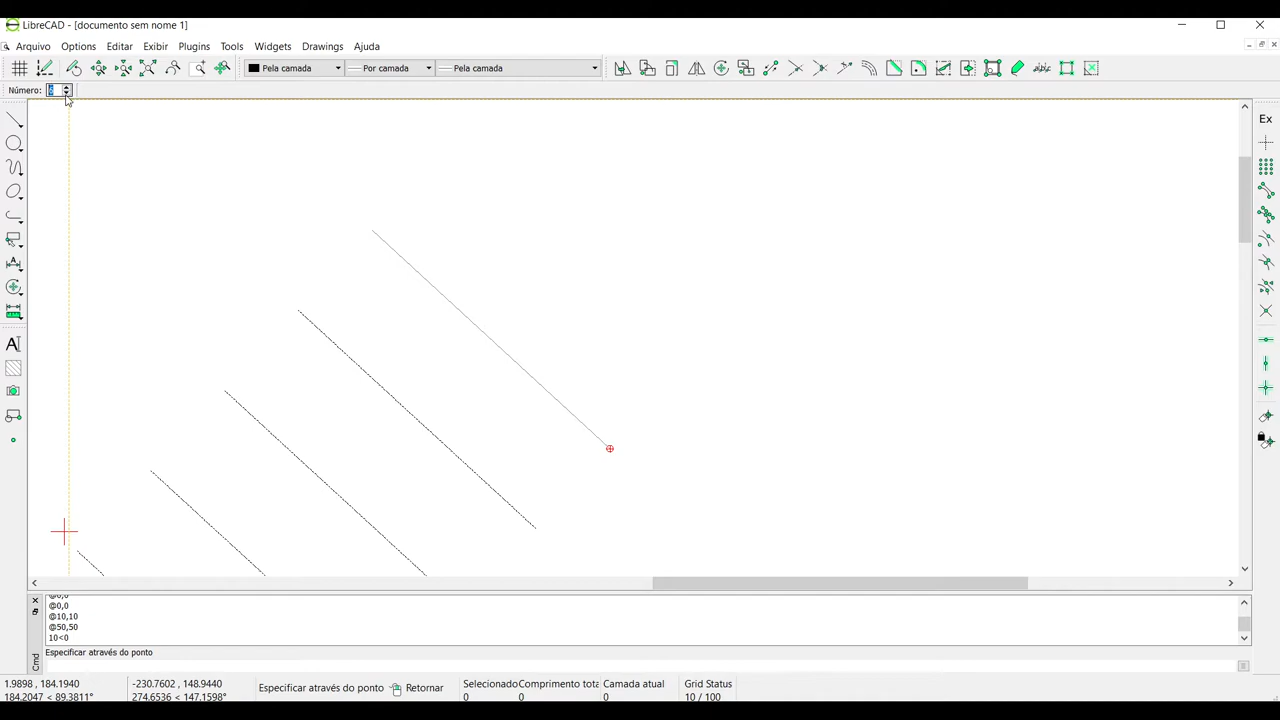 LibreCAD - [documento sem nome 1]
Arquivo Options Editar Exibir Plugins Tools Widgets Drawings Ajuda
Pela camada Por camada Pela camada
Número:
Ex
A
@0,0
@0,0
@10,10
@50,50
10<0
Especificar através do ponto
Cmd
1.9898 , 184.1940 -230.7602 , 148.9440 Especificar através do ponto Retornar Selecionado Comprimento tota Camada atual Grid Status
184.2047 < 89.3811° 274.6536 < 147.1598° 0 0 0 10 / 100